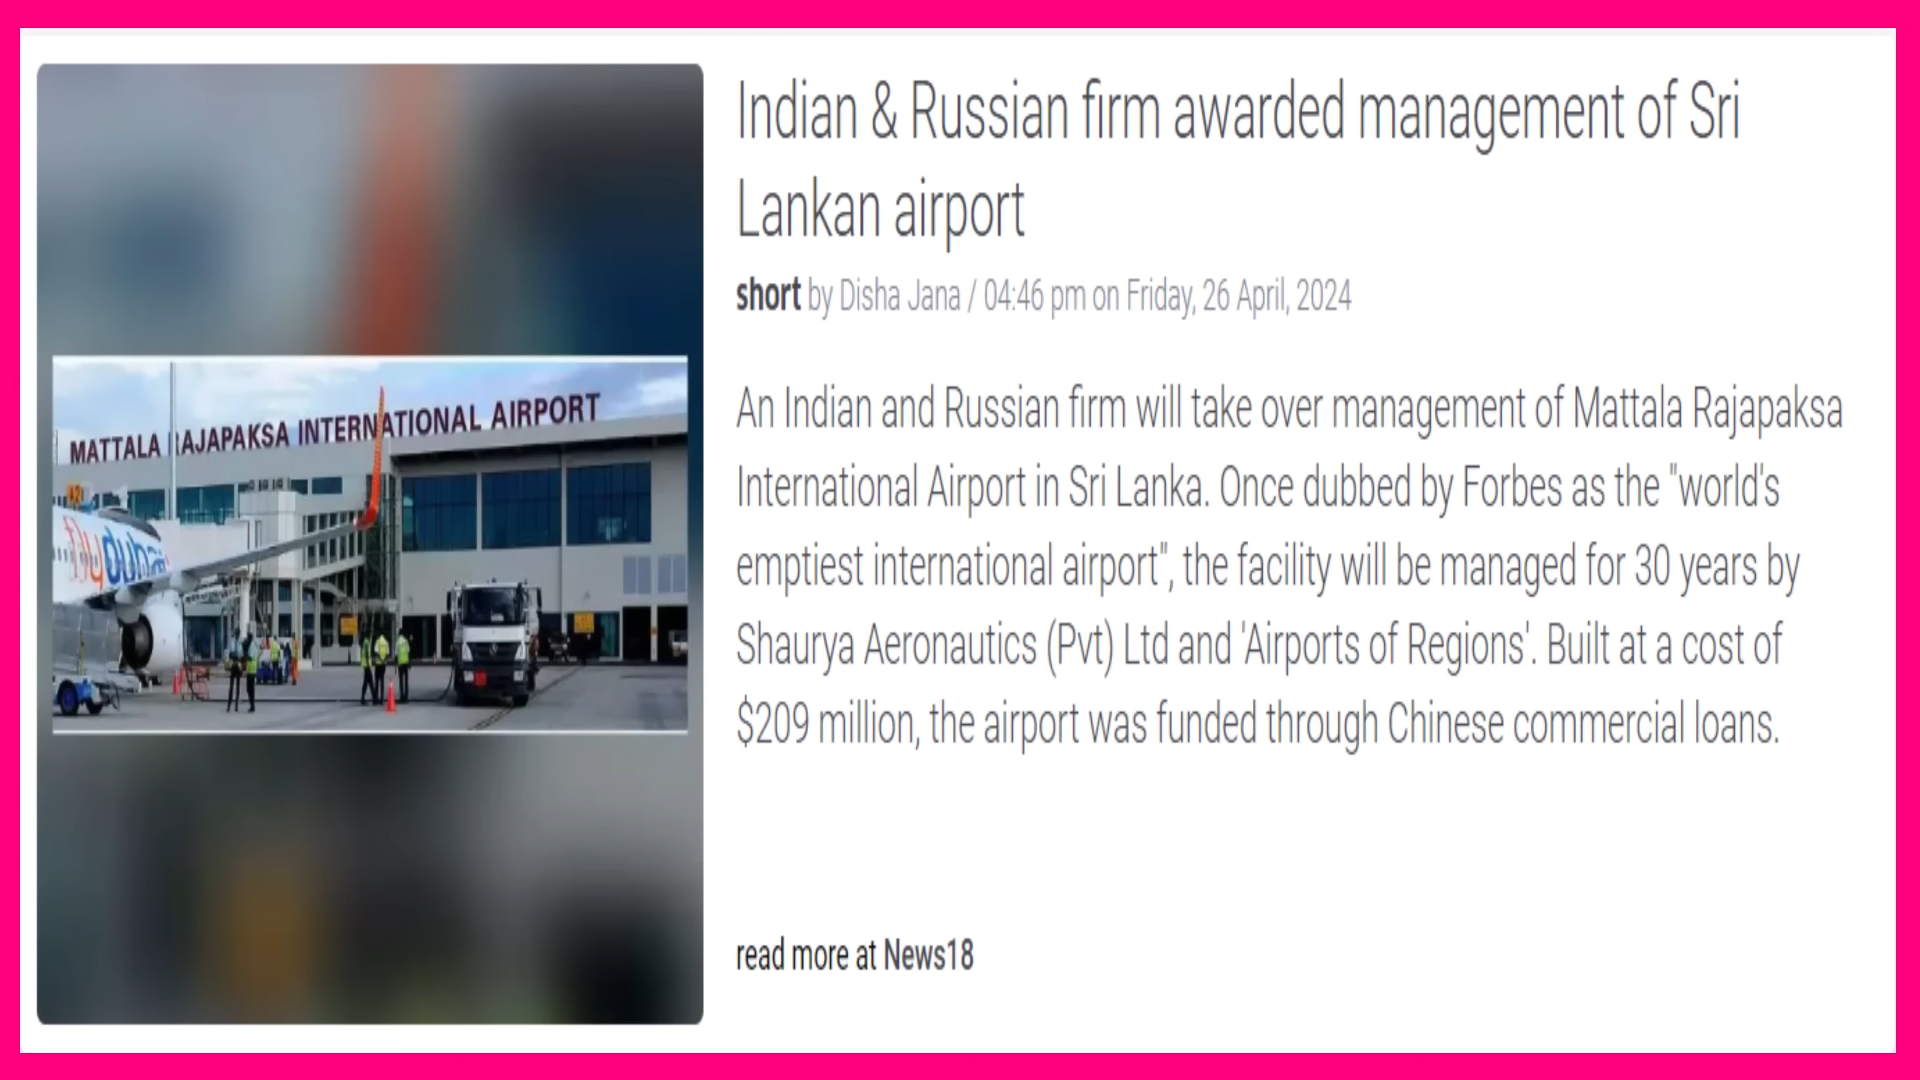 Indian & Russian firm awarded management of Sri
Lankan airport
short by Disha Jana / 04:46 pm on Friday, 26 April, 2024
An Indian and Russian firm will take over management of Mattala Rajapaksa
International Airport in Sri Lanka. Once dubbed by Forbes as the "world's
emptiest international airport", the facility will be managed for 30 years by
Shaurya Aeronautics (Pvt) Ltd and 'Airports of Regions'. Built at a cost of
$209 million, the airport was funded through Chinese commercial loans.
read more at News18
MATTALA RAJAPAKSA INTERNATIONAL AIRPORT
flydubai